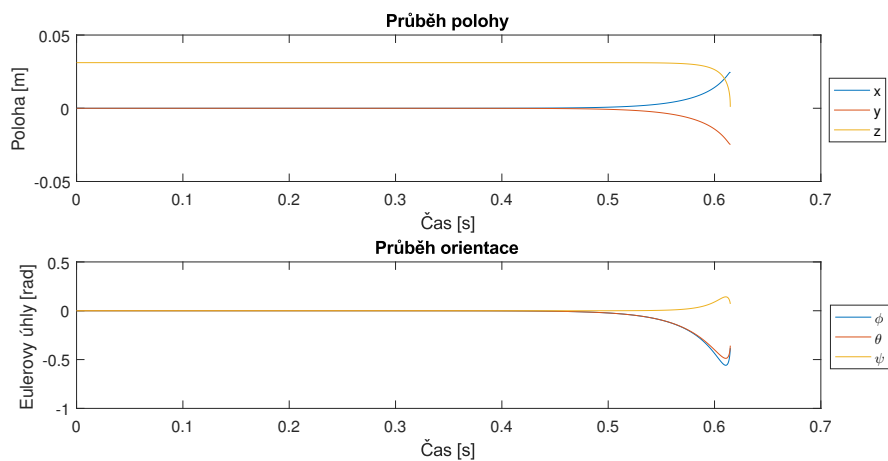 Průběh polohy
0.05
0
-0.05
Poloha [m]
0 0.1 0.2 0.3 0.4 0.5 0.6 0.7
Čas [s]
x
y
z
Průběh orientace
0.5
0
-0.5
-1
Eulerovy úhly [rad]
0 0.1 0.2 0.3 0.4 0.5 0.6 0.7
Čas [s]
ϕ
θ
ψ